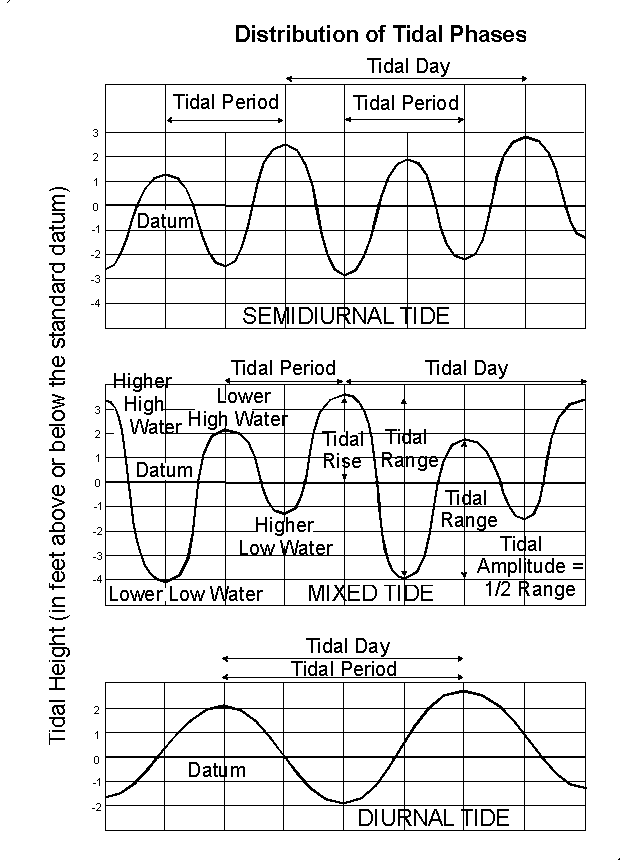 Distribution of Tidal Phases
Tidal Day
Tidal Period
Tidal Period
3
2
1
0
-1
-2
-3
-4
Datum
SEMIDIURNAL TIDE
Tidal Height (in feet above or below the standard datum)
Tidal Period
Tidal Day
Higher
High
Water
Lower
High Water
3
2
1
0
-1
-2
-3
-4
Datum
Tidal
Rise
Tidal
Range
Tidal
Range
Higher
Low Water
Tidal
Amplitude =
1/2 Range
Lower Low Water
MIXED TIDE
Tidal Day
Tidal Period
2
1
0
-1
-2
Datum
DIURNAL TIDE